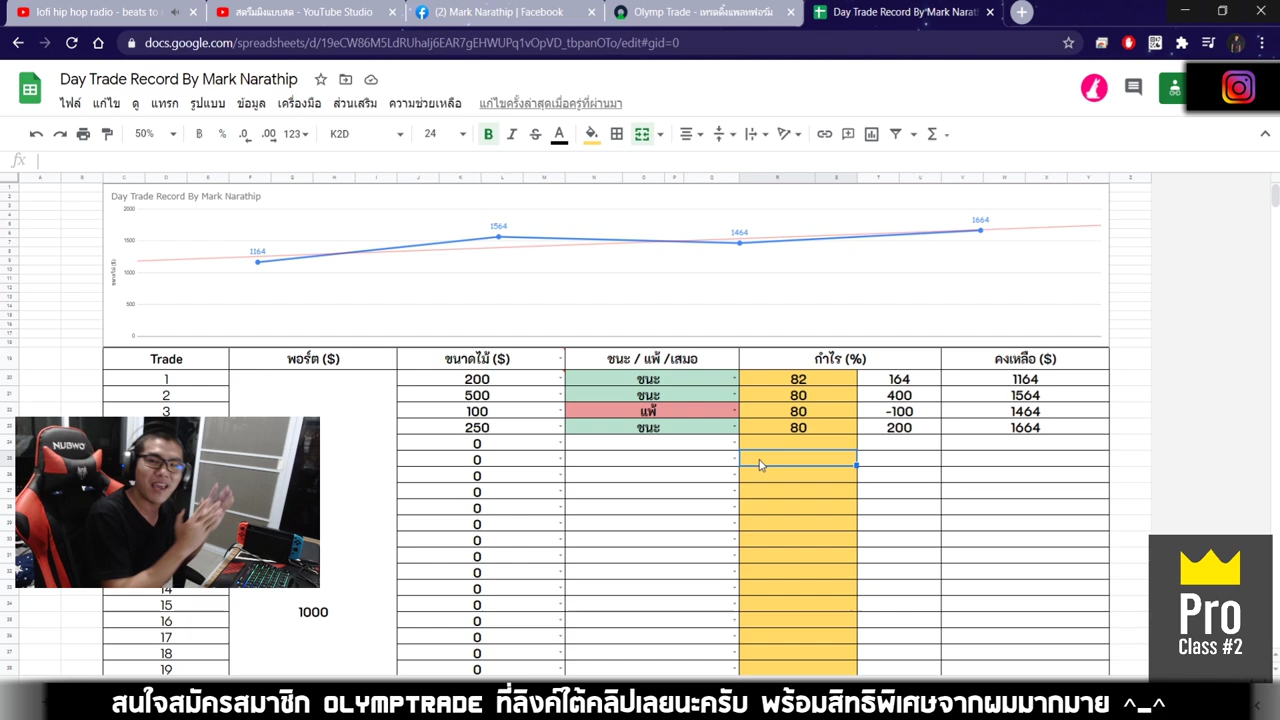 lofi hip hop radio - beats to
สตรีมมิงแบบสด - YouTube Studio
(2) Mark Narathip | Facebook
Olymp Trade - เทรดดิ้งแพลทฟอร์ม
Day Trade Record By Mark Narath
docs.google.com/spreadsheets/d/19eCW86M5LdRUhaIj6EAR7gEHWUPq1vOpVD_tbpanOTo/edit#gid=0
Day Trade Record By Mark Narathip
ไฟล์ แก้ไข ดู แทรก รูปแบบ ข้อมูล เครื่องมือ ส่วนเสริม ความช่วยเหลือ แก้ไขครั้งล่าสุดเมื่อครู่ที่ผ่านมา
50% ฿ % .0 .00 123 K2D 24 B I S A Σ
fx
Day Trade Record By Mark Narathip
2000
1500
1000
500
0
1164
1564
1464
1664
Trade พอร์ต ($) ขนาดไม้ ($) ชนะ / แพ้ /เสมอ กำไร (%) คงเหลือ ($)
1 200 ชนะ 82 164 1164
2 500 ชนะ 80 400 1564
3 100 แพ้ 80 -100 1464
250 ชนะ 80 200 1664
0
0
0
0
0
0
0
0
0
14 0
15 0
1000
16 0
17 0
18 0
19 0
NUBWO
Pro
Class #2
สนใจสมัครสมาชิก OLYMPTRADE ที่ลิงค์ใต้คลิปเลยนะครับ พร้อมสิทธิพิเศษจากผมมากมาย ^_^